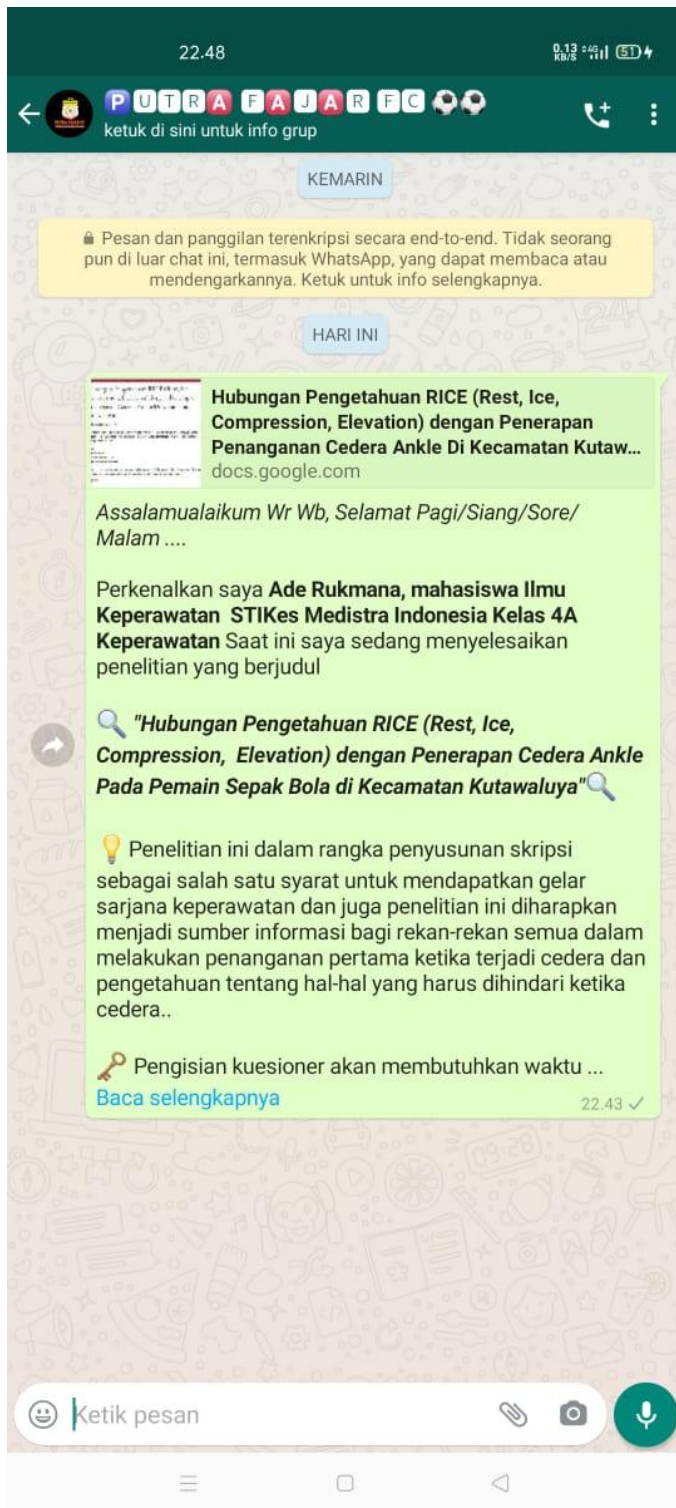 22.48
0.13 KB/S 4G 51
PUTRA FAJAR FC ⚽⚽
ketuk di sini untuk info grup
KEMARIN
Pesan dan panggilan terenkripsi secara end-to-end. Tidak seorang
pun di luar chat ini, termasuk WhatsApp, yang dapat membaca atau
mendengarkannya. Ketuk untuk info selengkapnya.
HARI INI
Hubungan Pengetahuan RICE (Rest, Ice,
Compression, Elevation) dengan Penerapan
Penanganan Cedera Ankle Di Kecamatan Kutaw...
docs.google.com
Assalamualaikum Wr Wb, Selamat Pagi/Siang/Sore/
Malam ....
Perkenalkan saya Ade Rukmana, mahasiswa Ilmu
Keperawatan STIKes Medistra Indonesia Kelas 4A
Keperawatan Saat ini saya sedang menyelesaikan
penelitian yang berjudul
🔍 "Hubungan Pengetahuan RICE (Rest, Ice,
Compression, Elevation) dengan Penerapan Cedera Ankle
Pada Pemain Sepak Bola di Kecamatan Kutawaluya"🔍
💡 Penelitian ini dalam rangka penyusunan skripsi
sebagai salah satu syarat untuk mendapatkan gelar
sarjana keperawatan dan juga penelitian ini diharapkan
menjadi sumber informasi bagi rekan-rekan semua dalam
melakukan penanganan pertama ketika terjadi cedera dan
pengetahuan tentang hal-hal yang harus dihindari ketika
cedera..
🔑 Pengisian kuesioner akan membutuhkan waktu ...
Baca selengkapnya
22.43
Ketik pesan